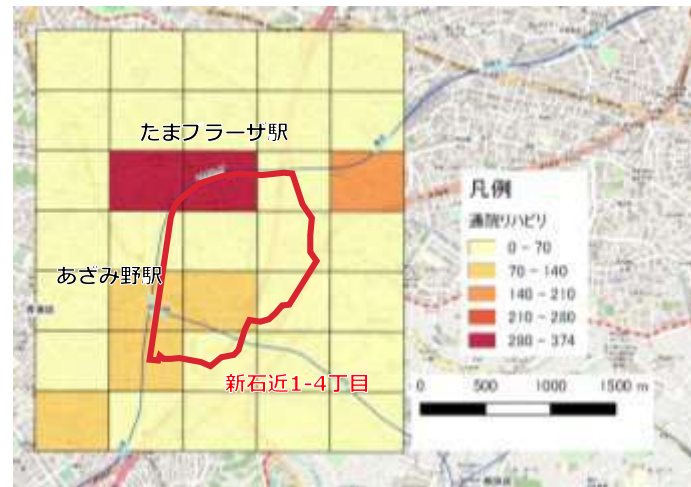 たまフラーザ駅
凡例
通院リハビリ
0 - 70
あざみ野駅
70 - 140
140 - 210
210 - 280
280 - 374
新石近1-4丁目
0 500 1000 1500 m